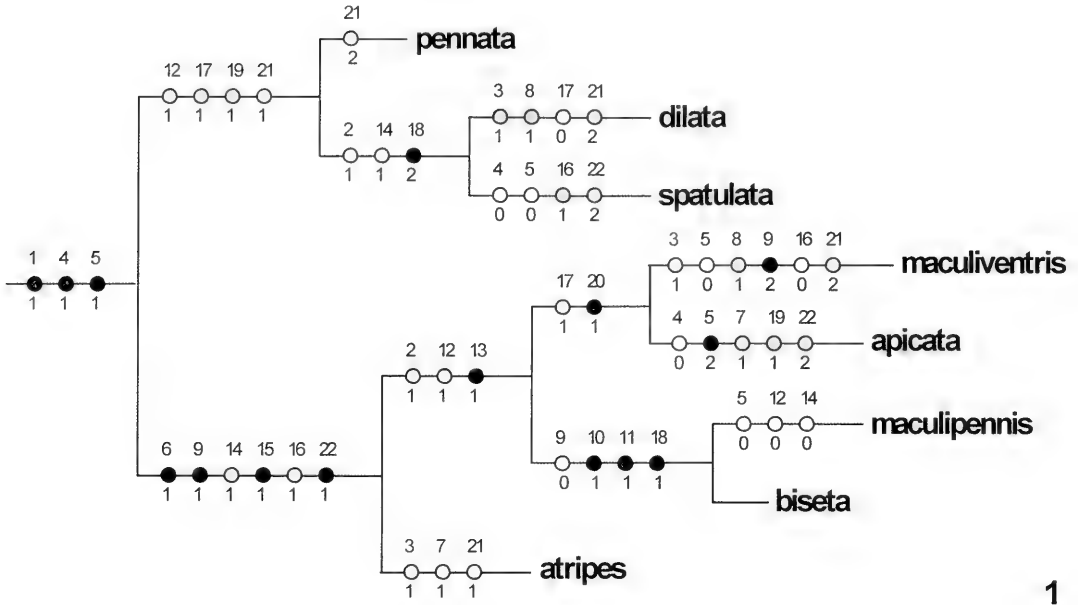 21
pennata
2
12 17 19 21
1 1 1 1
3 8 17 21
dilata
1 1 0 2
2 14 18
1 1 2
4 5 16 22
spatulata
0 0 1 2
1 4 5
1 1 1
3 5 8 9 16 21
maculiventris
1 0 1 2 0 2
17 20
1 1
4 5 7 19 22
apicata
0 2 1 1 2
2 12 13
1 1 1
5 12 14
maculipennis
0 0 0
9 10 11 18
0 1 1 1
biseta
6 9 14 15 16 22
1 1 1 1 1 1
3 7 21
atripes
1 1 1
1